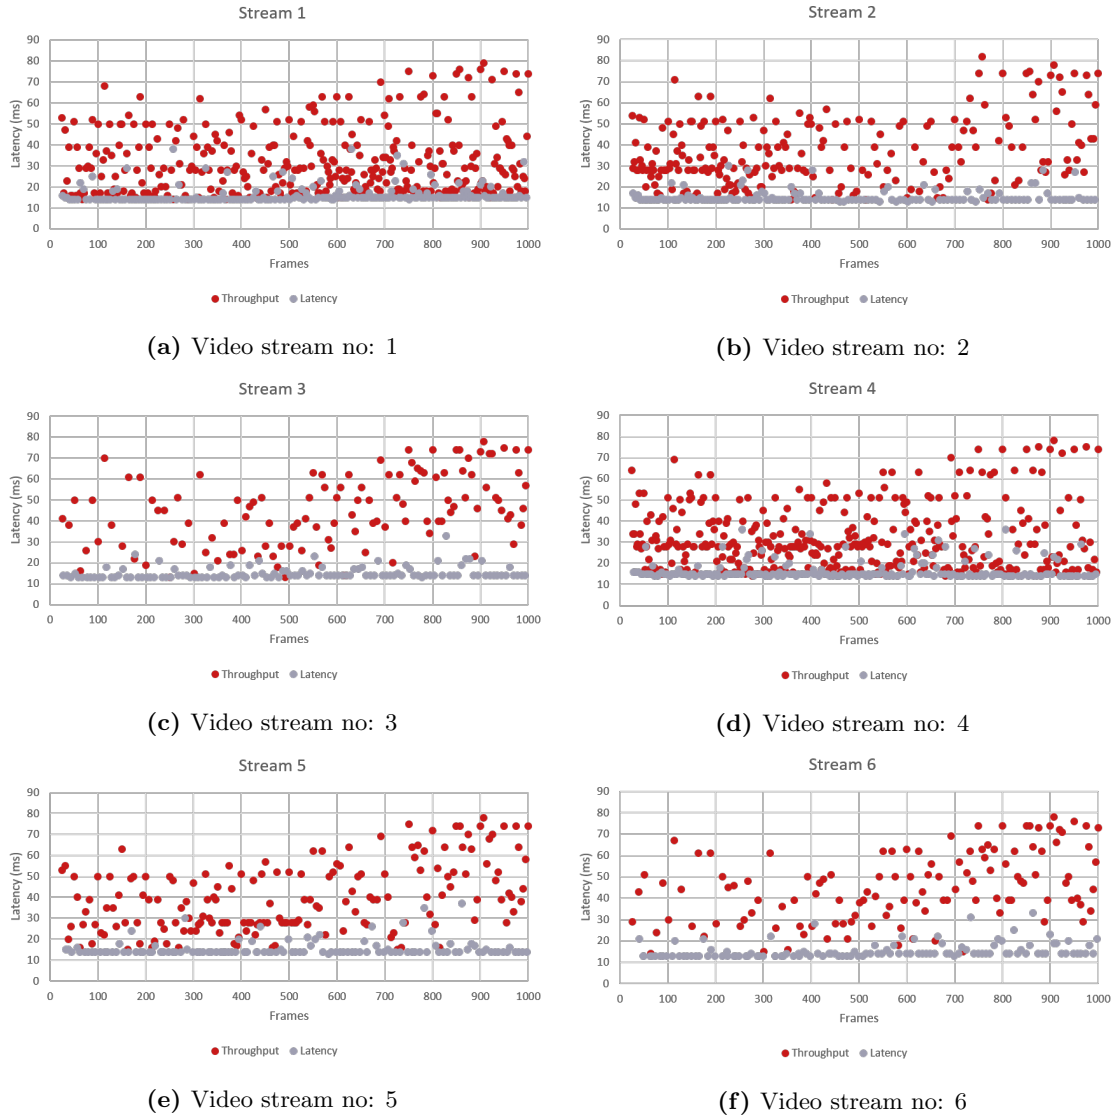 Stream 1
90
80
70
60
50
40
30
20
10
0
Latency (ms)
0 100 200 300 400 500 600 700 800 900 1000
Frames
Throughput Latency
(a) Video stream no: 1
Stream 2
90
80
70
60
50
40
30
20
10
0
Latency (ms)
0 100 200 300 400 500 600 700 800 900 1000
Frames
Throughput Latency
(b) Video stream no: 2
Stream 3
90
80
70
60
50
40
30
20
10
0
Latency (ms)
0 100 200 300 400 500 600 700 800 900 1000
Frames
Throughput Latency
(c) Video stream no: 3
Stream 4
90
80
70
60
50
40
30
20
10
0
Latency (ms)
0 100 200 300 400 500 600 700 800 900 1000
Frames
Throughput Latency
(d) Video stream no: 4
Stream 5
90
80
70
60
50
40
30
20
10
0
Latency (ms)
0 100 200 300 400 500 600 700 800 900 1000
Frames
Throughput Latency
(e) Video stream no: 5
Stream 6
90
80
70
60
50
40
30
20
10
0
Latency (ms)
0 100 200 300 400 500 600 700 800 900 1000
Frames
Throughput Latency
(f) Video stream no: 6